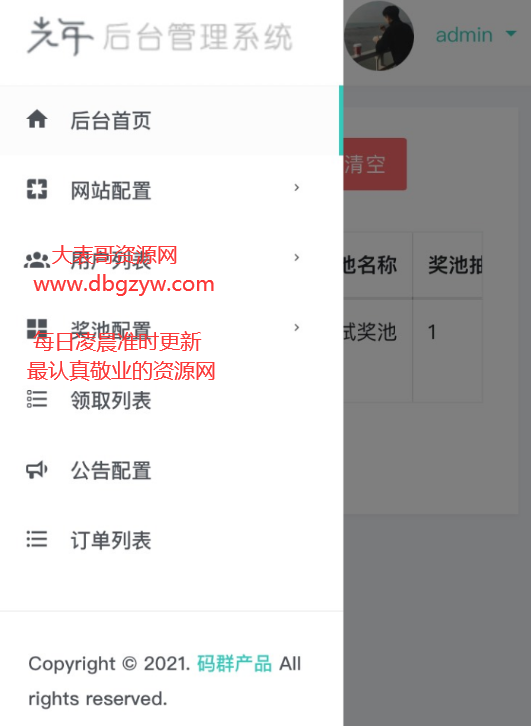 光年 后台管理系统
admin
后台首页
清空
网站配置
大表哥资源网
用户列表
池名称 奖池抽
www.dbgzyw.com
奖池配置
试奖池 1
每日凌晨准时更新
最认真敬业的资源网
领取列表
公告配置
订单列表
Copyright © 2021. 码群产品 All
rights reserved.